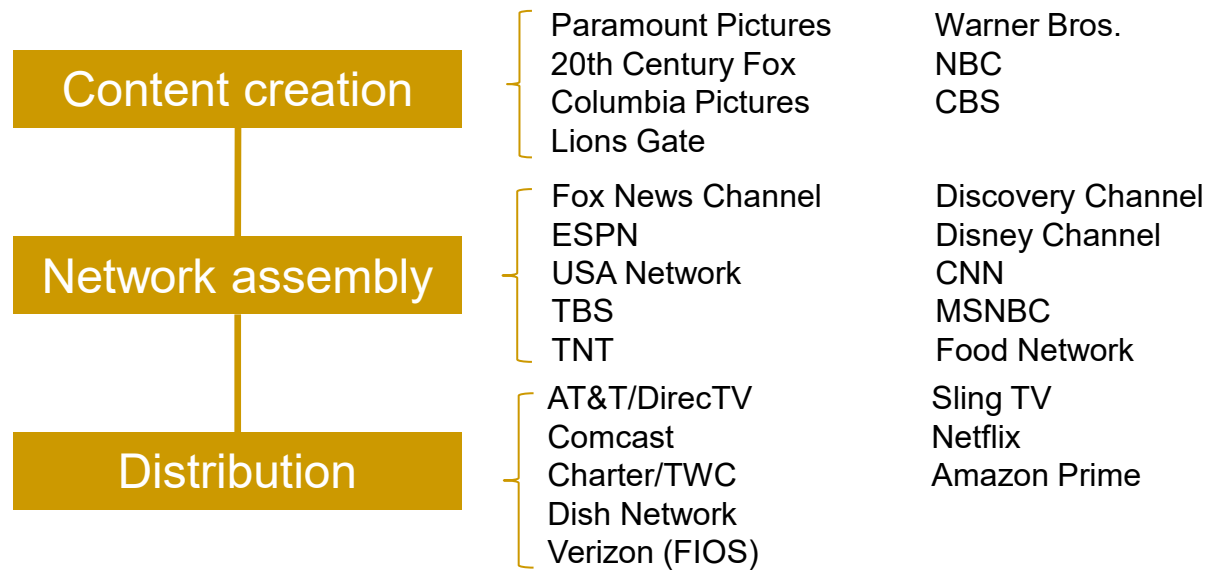 Content creation
Paramount Pictures
20th Century Fox
Columbia Pictures
Lions Gate
Warner Bros.
NBC
CBS
Network assembly
Fox News Channel
ESPN
USA Network
TBS
TNT
Discovery Channel
Disney Channel
CNN
MSNBC
Food Network
Distribution
AT&T/DirecTV
Comcast
Charter/TWC
Dish Network
Verizon (FIOS)
Sling TV
Netflix
Amazon Prime